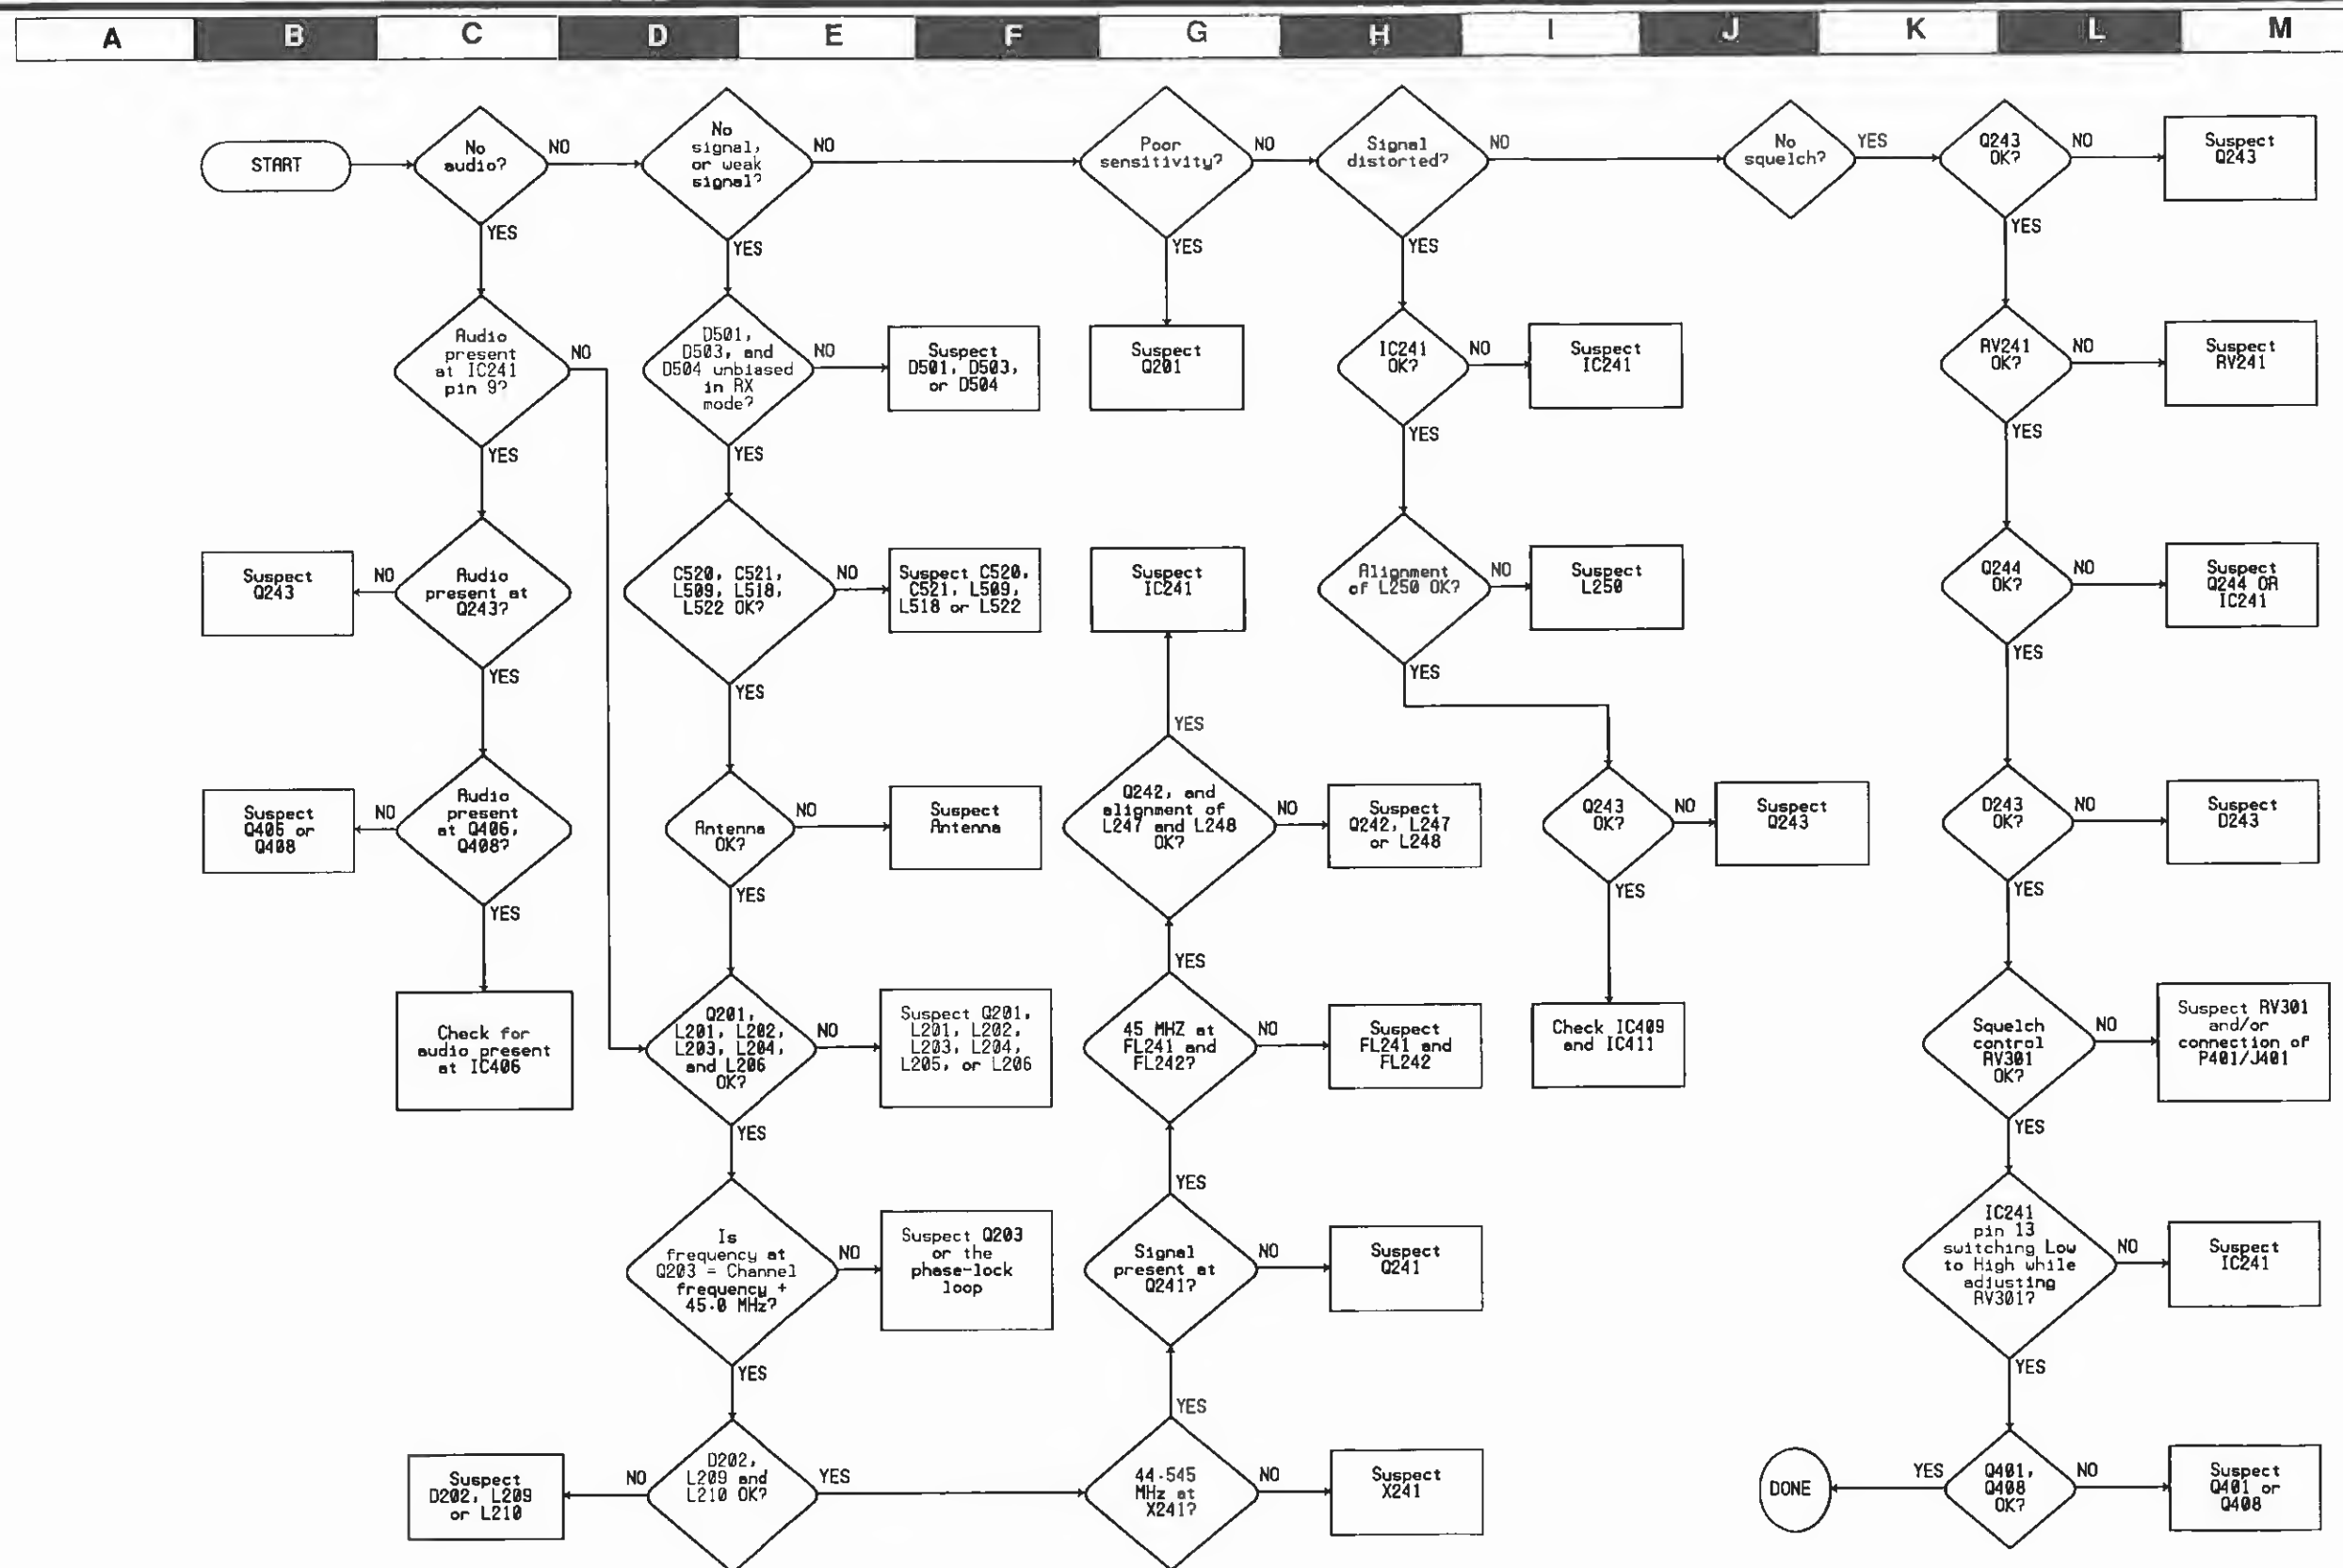 A B C D E F G H I J K L M
START
No
audio?
NO
YES
No
signal,
or weak
signal?
NO
YES
Poor
sensitivity?
NO
YES
Signal
distorted?
NO
YES
No
squelch?
YES
Q243
OK?
NO
YES
Suspect
Q243
Audio
present
at IC241
pin 9?
NO
YES
D501,
D503, and
D504 unbiased
in RX
mode?
NO
YES
Suspect
D501, D503,
or D504
Suspect
Q201
IC241
OK?
NO
YES
Suspect
IC241
RV241
OK?
NO
YES
Suspect
RV241
Suspect
Q243
NO
Audio
present at
Q243?
YES
C520, C521,
L509, L518,
L522 OK?
NO
YES
Suspect C520,
C521, L509,
L518 or L522
Suspect
IC241
Alignment
of L250 OK?
NO
YES
Suspect
L250
Q244
OK?
NO
YES
Suspect
Q244 OR
IC241
Suspect
Q406 or
Q408
NO
Audio
present
at Q406,
Q408?
YES
Antenna
OK?
NO
YES
Suspect
Antenna
YES
Q242, and
alignment of
L247 and L248
OK?
NO
Suspect
Q242, L247
or L248
Q243
OK?
NO
YES
Suspect
Q243
D243
OK?
NO
YES
Suspect
D243
Check for
audio present
at IC406
Q201,
L201, L202,
L203, L204,
and L206
OK?
NO
YES
Suspect Q201,
L201, L202,
L203, L204,
L205, or L206
YES
45 MHZ at
FL241 and
FL242?
NO
Suspect
FL241 and
FL242
Check IC409
and IC411
Squelch
control
RV301
OK?
NO
YES
Suspect RV301
and/or
connection of
P401/J401
Is
frequency at
Q203 = Channel
frequency +
45.0 MHz?
NO
YES
Suspect Q203
or the
phase-lock
loop
YES
Signal
present at
Q241?
NO
Suspect
Q241
IC241
pin 13
switching Low
to High while
adjusting
RV301?
NO
YES
Suspect
IC241
Suspect
D202, L209
or L210
NO
D202,
L209 and
L210 OK?
YES
YES
44.545
MHz at
X241?
NO
Suspect
X241
DONE
YES
Q401,
Q408
OK?
NO
Suspect
Q401 or
Q408